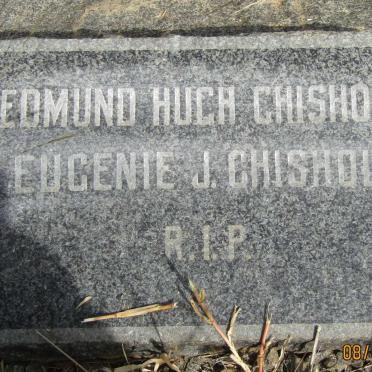 EDMUND HUGH CHISHO
EUGENIE J. CHISHOL
R.I.P.
08/